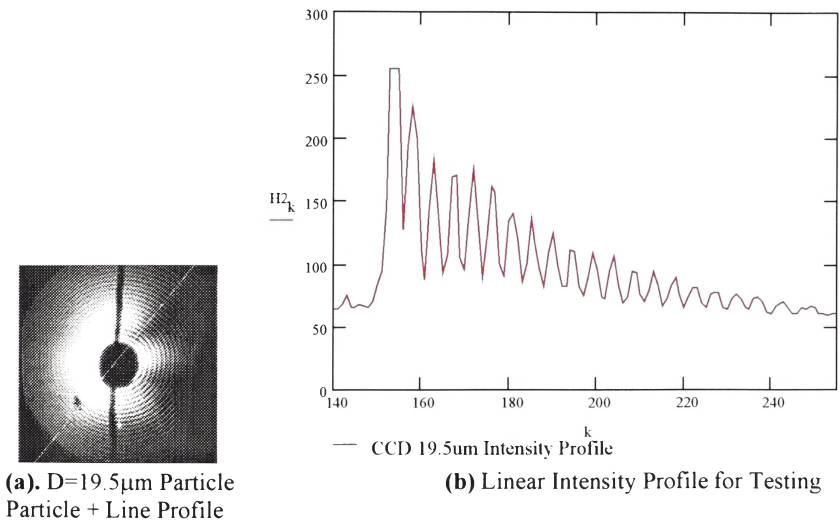 300
250
200
H2k
150
100
50
0
140
160
180
200
220
240
k
CCD 19.5um Intensity Profile
(a). D=19.5μm Particle
Particle + Line Profile
(b) Linear Intensity Profile for Testing